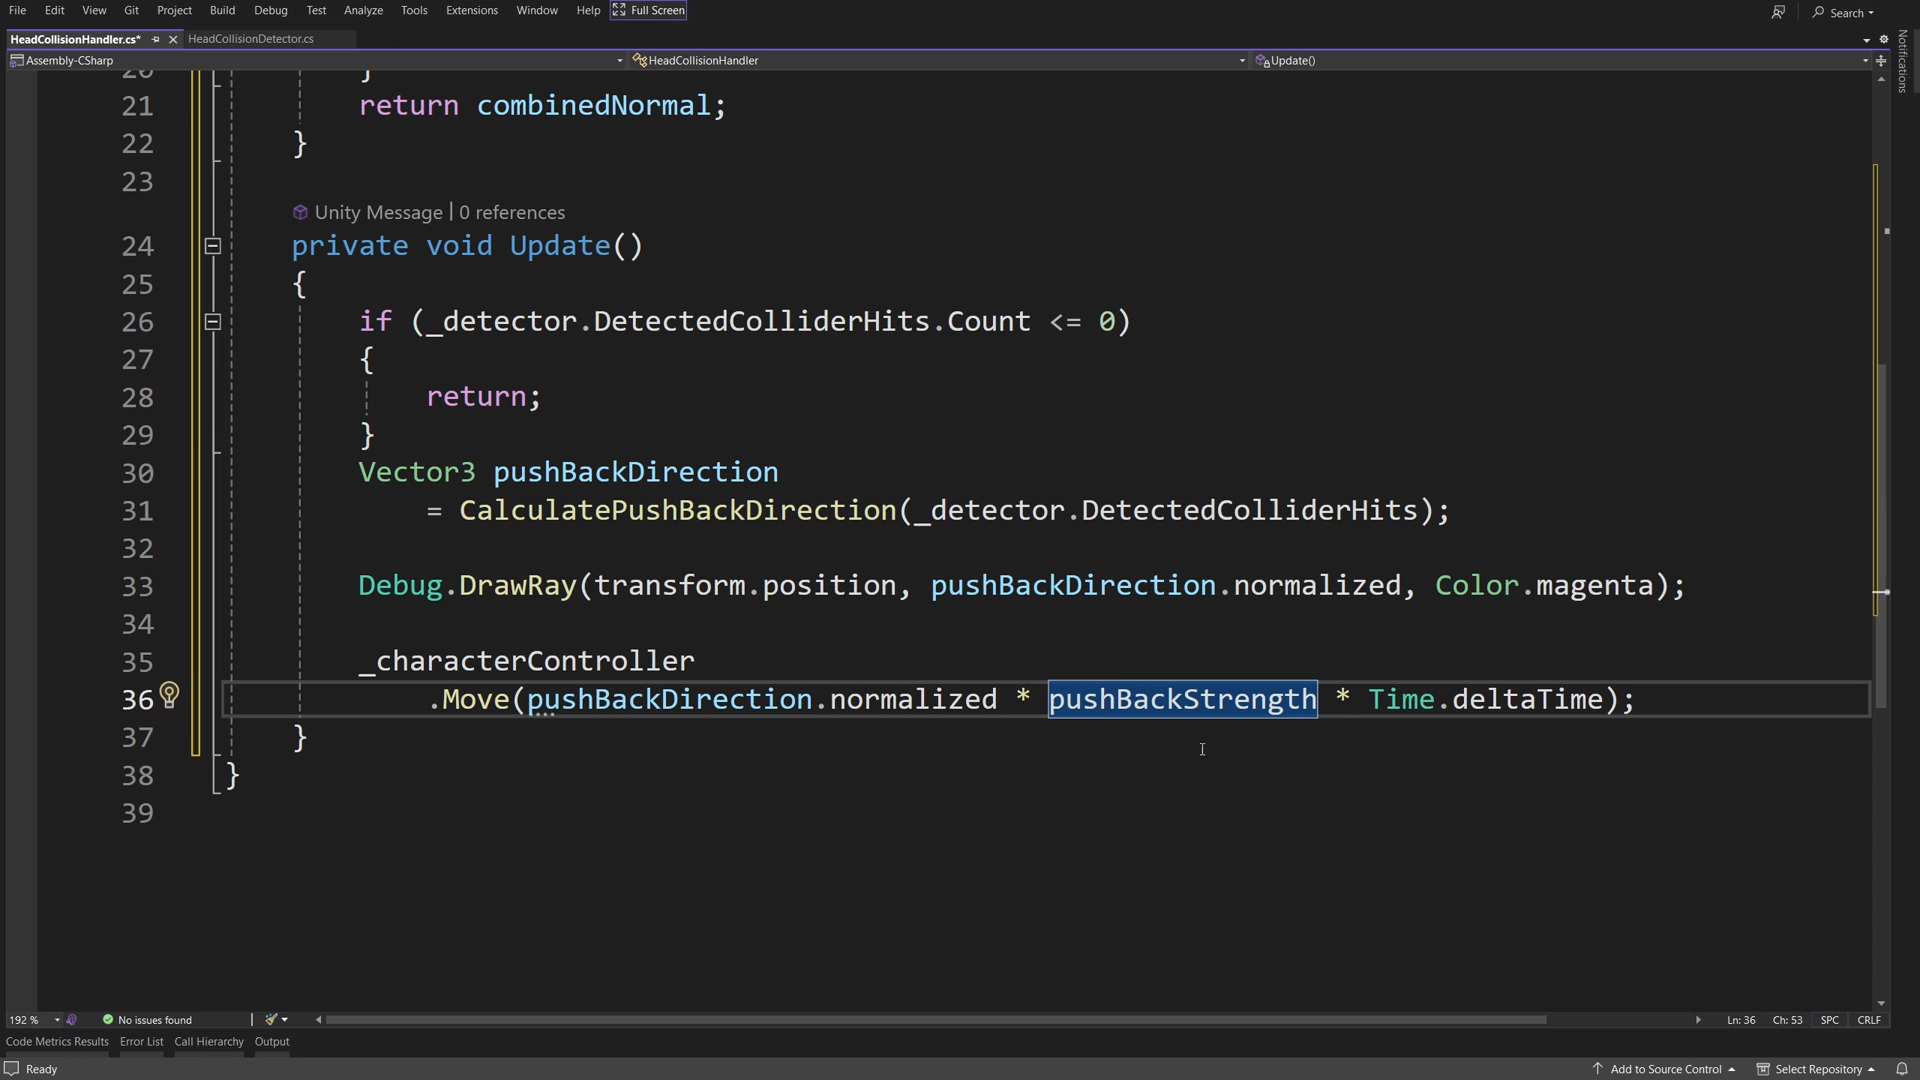 File Edit View Git Project Build Debug Test Analyze Tools Extensions Window Help Full Screen Search
HeadCollisionHandler.cs* HeadCollisionDetector.cs
Notifications
Assembly-CSharp HeadCollisionHandler Update()
20 }
21 return combinedNormal;
22 }
23
Unity Message | 0 references
24 private void Update()
25 {
26 if (_detector.DetectedColliderHits.Count <= 0)
27 {
28 return;
29 }
30 Vector3 pushBackDirection
31 = CalculatePushBackDirection(_detector.DetectedColliderHits);
32
33 Debug.DrawRay(transform.position, pushBackDirection.normalized, Color.magenta);
34
35 _characterController
36 .Move(pushBackDirection.normalized * pushBackStrength * Time.deltaTime);
37 }
38 }
39
192 % No issues found Ln: 36 Ch: 53 SPC CRLF
Code Metrics Results Error List Call Hierarchy Output
Ready Add to Source Control Select Repository